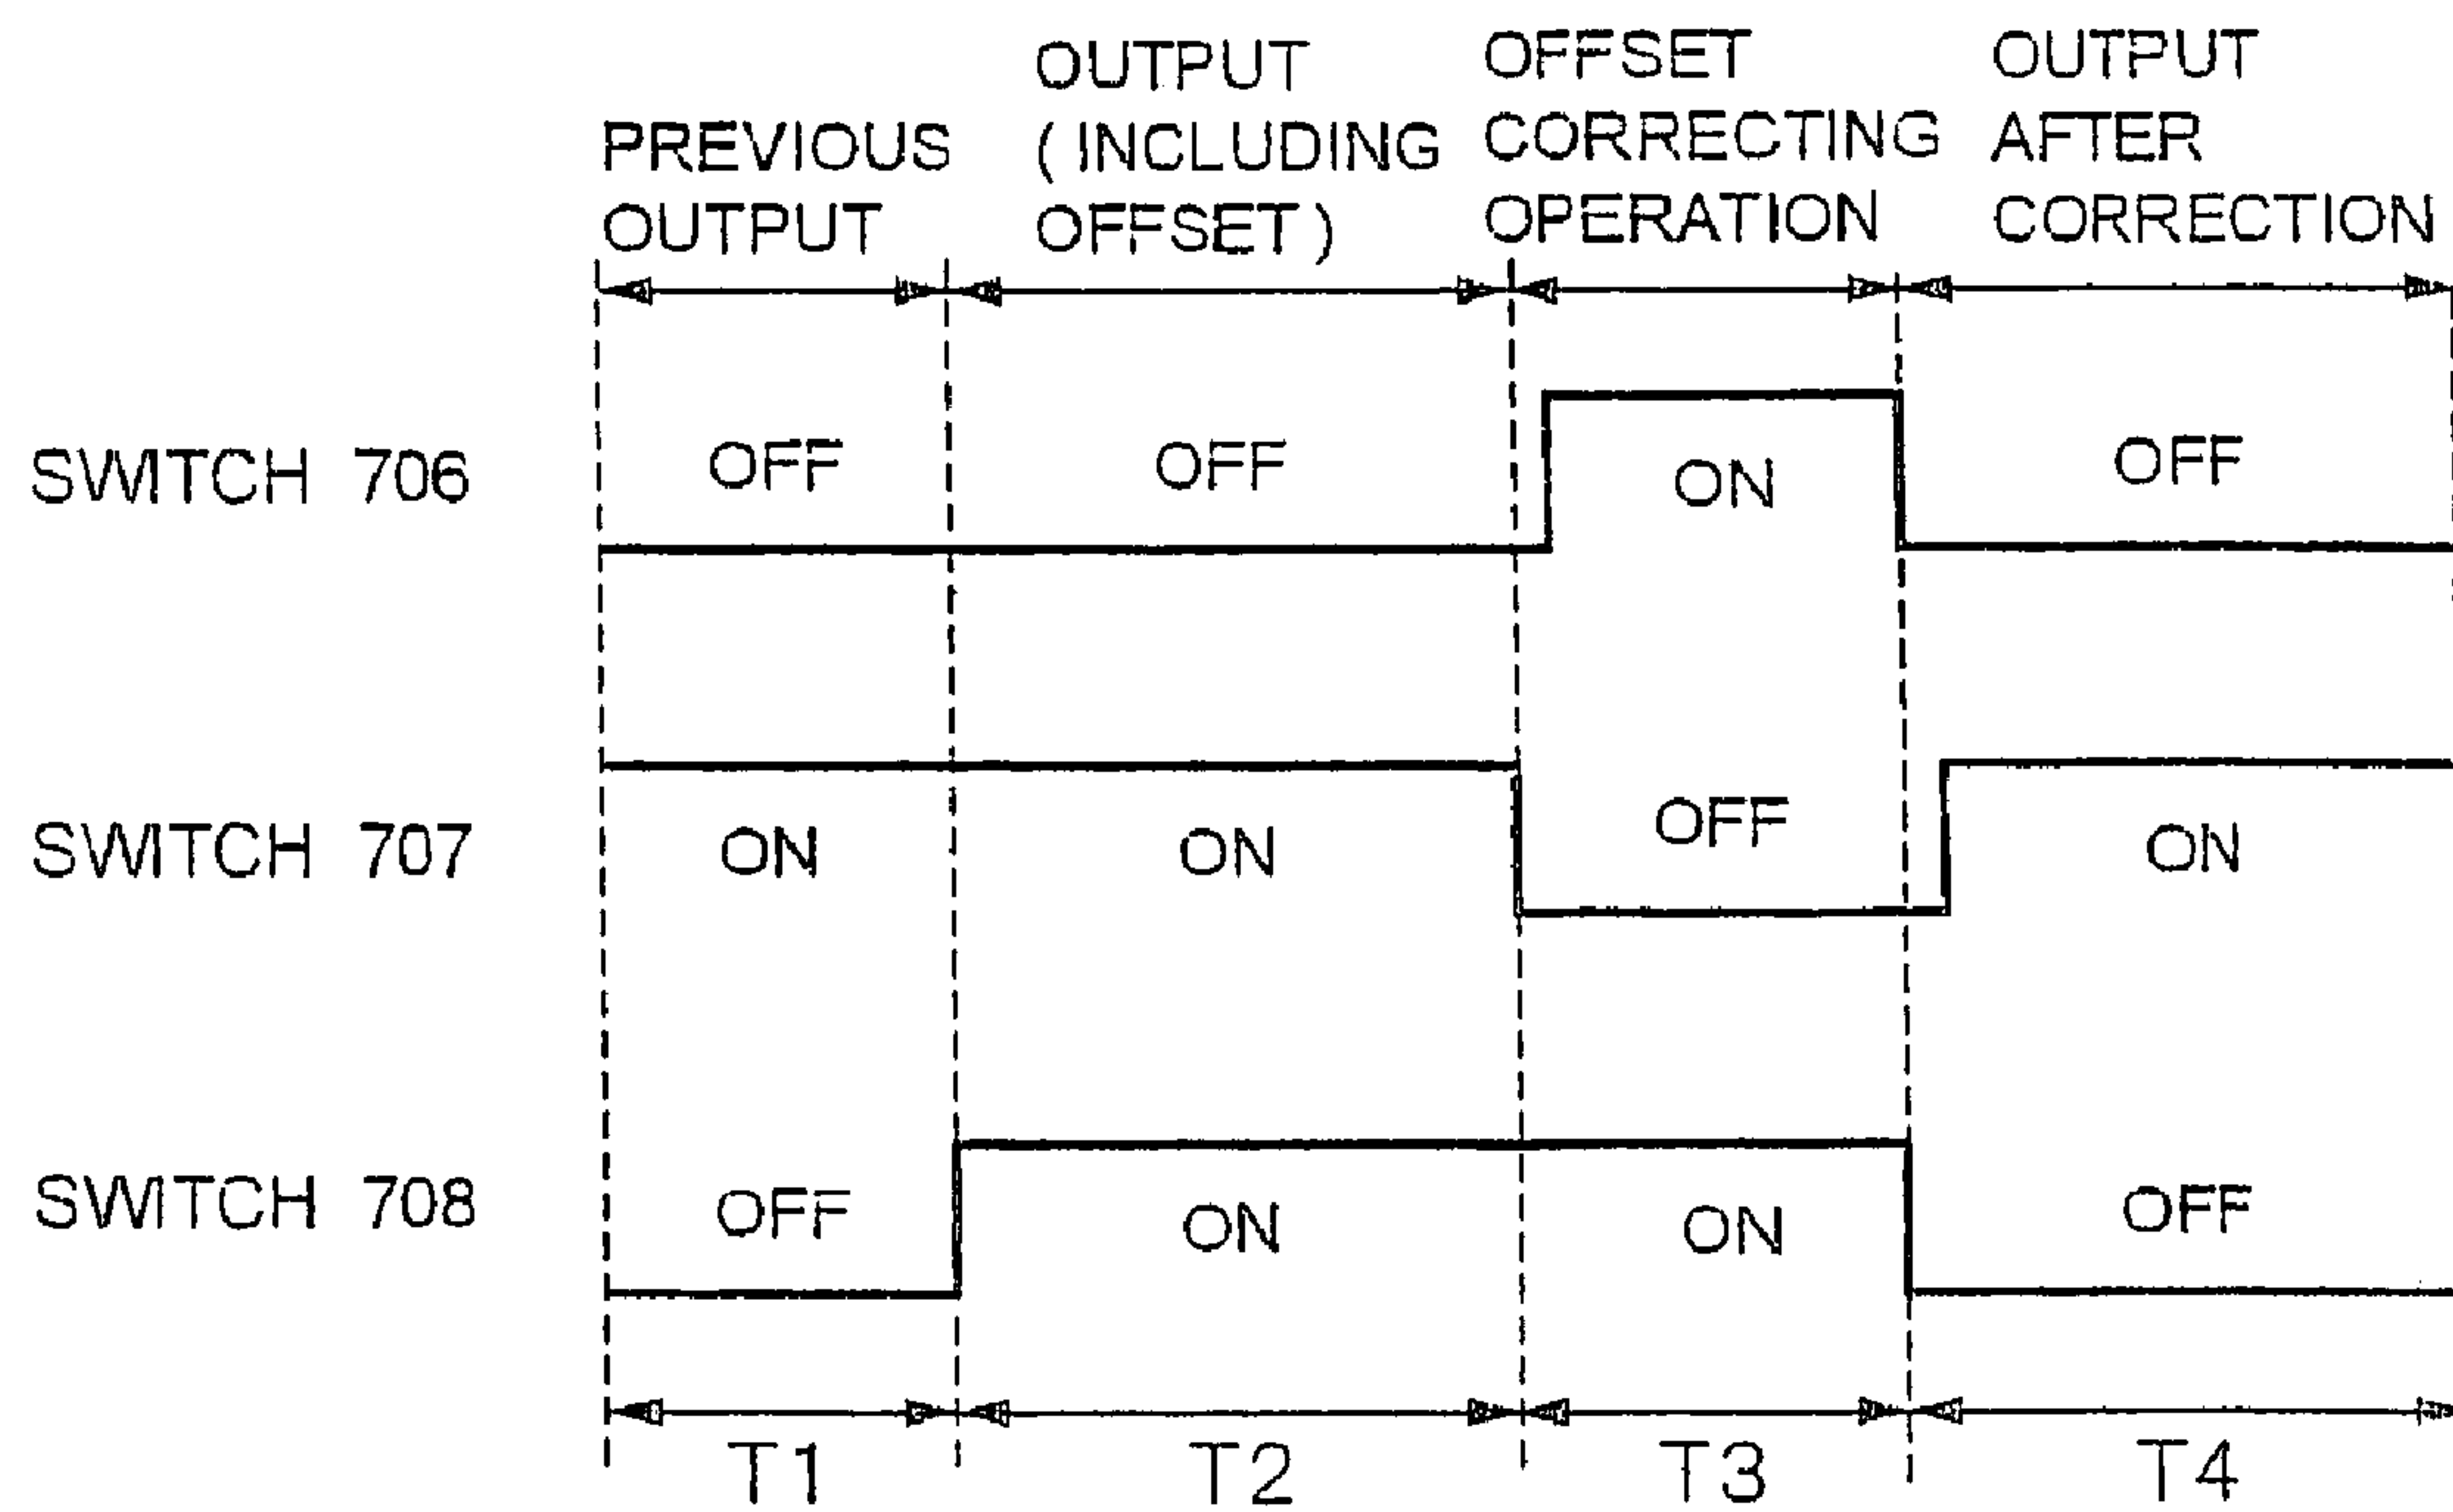 PREVIOUS
OUTPUT
OUTPUT
(INCLUDING
OFFSET)
OFFSET
CORRECTING
OPERATION
OUTPUT
AFTER
CORRECTION
SWITCH 706
OFF
OFF
ON
OFF
SWITCH 707
ON
ON
OFF
ON
SWITCH 708
OFF
ON
ON
OFF
T1
T2
T3
T4